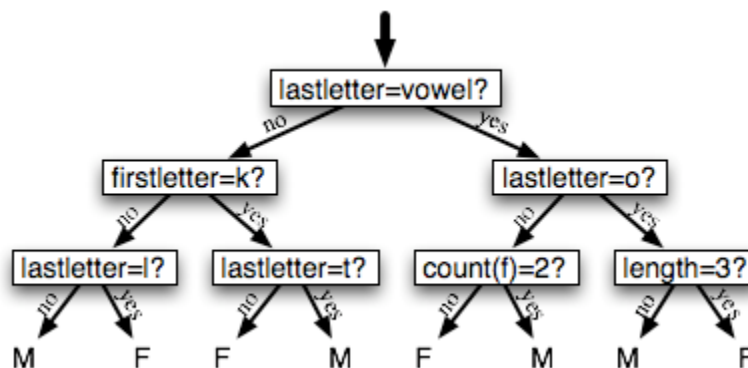 lastletter=vowel?
no yes
firstletter=k? lastletter=o?
no yes no yes
lastletter=l? lastletter=t? count(f)=2? length=3?
no yes no yes no yes no yes
M F F M F M M F